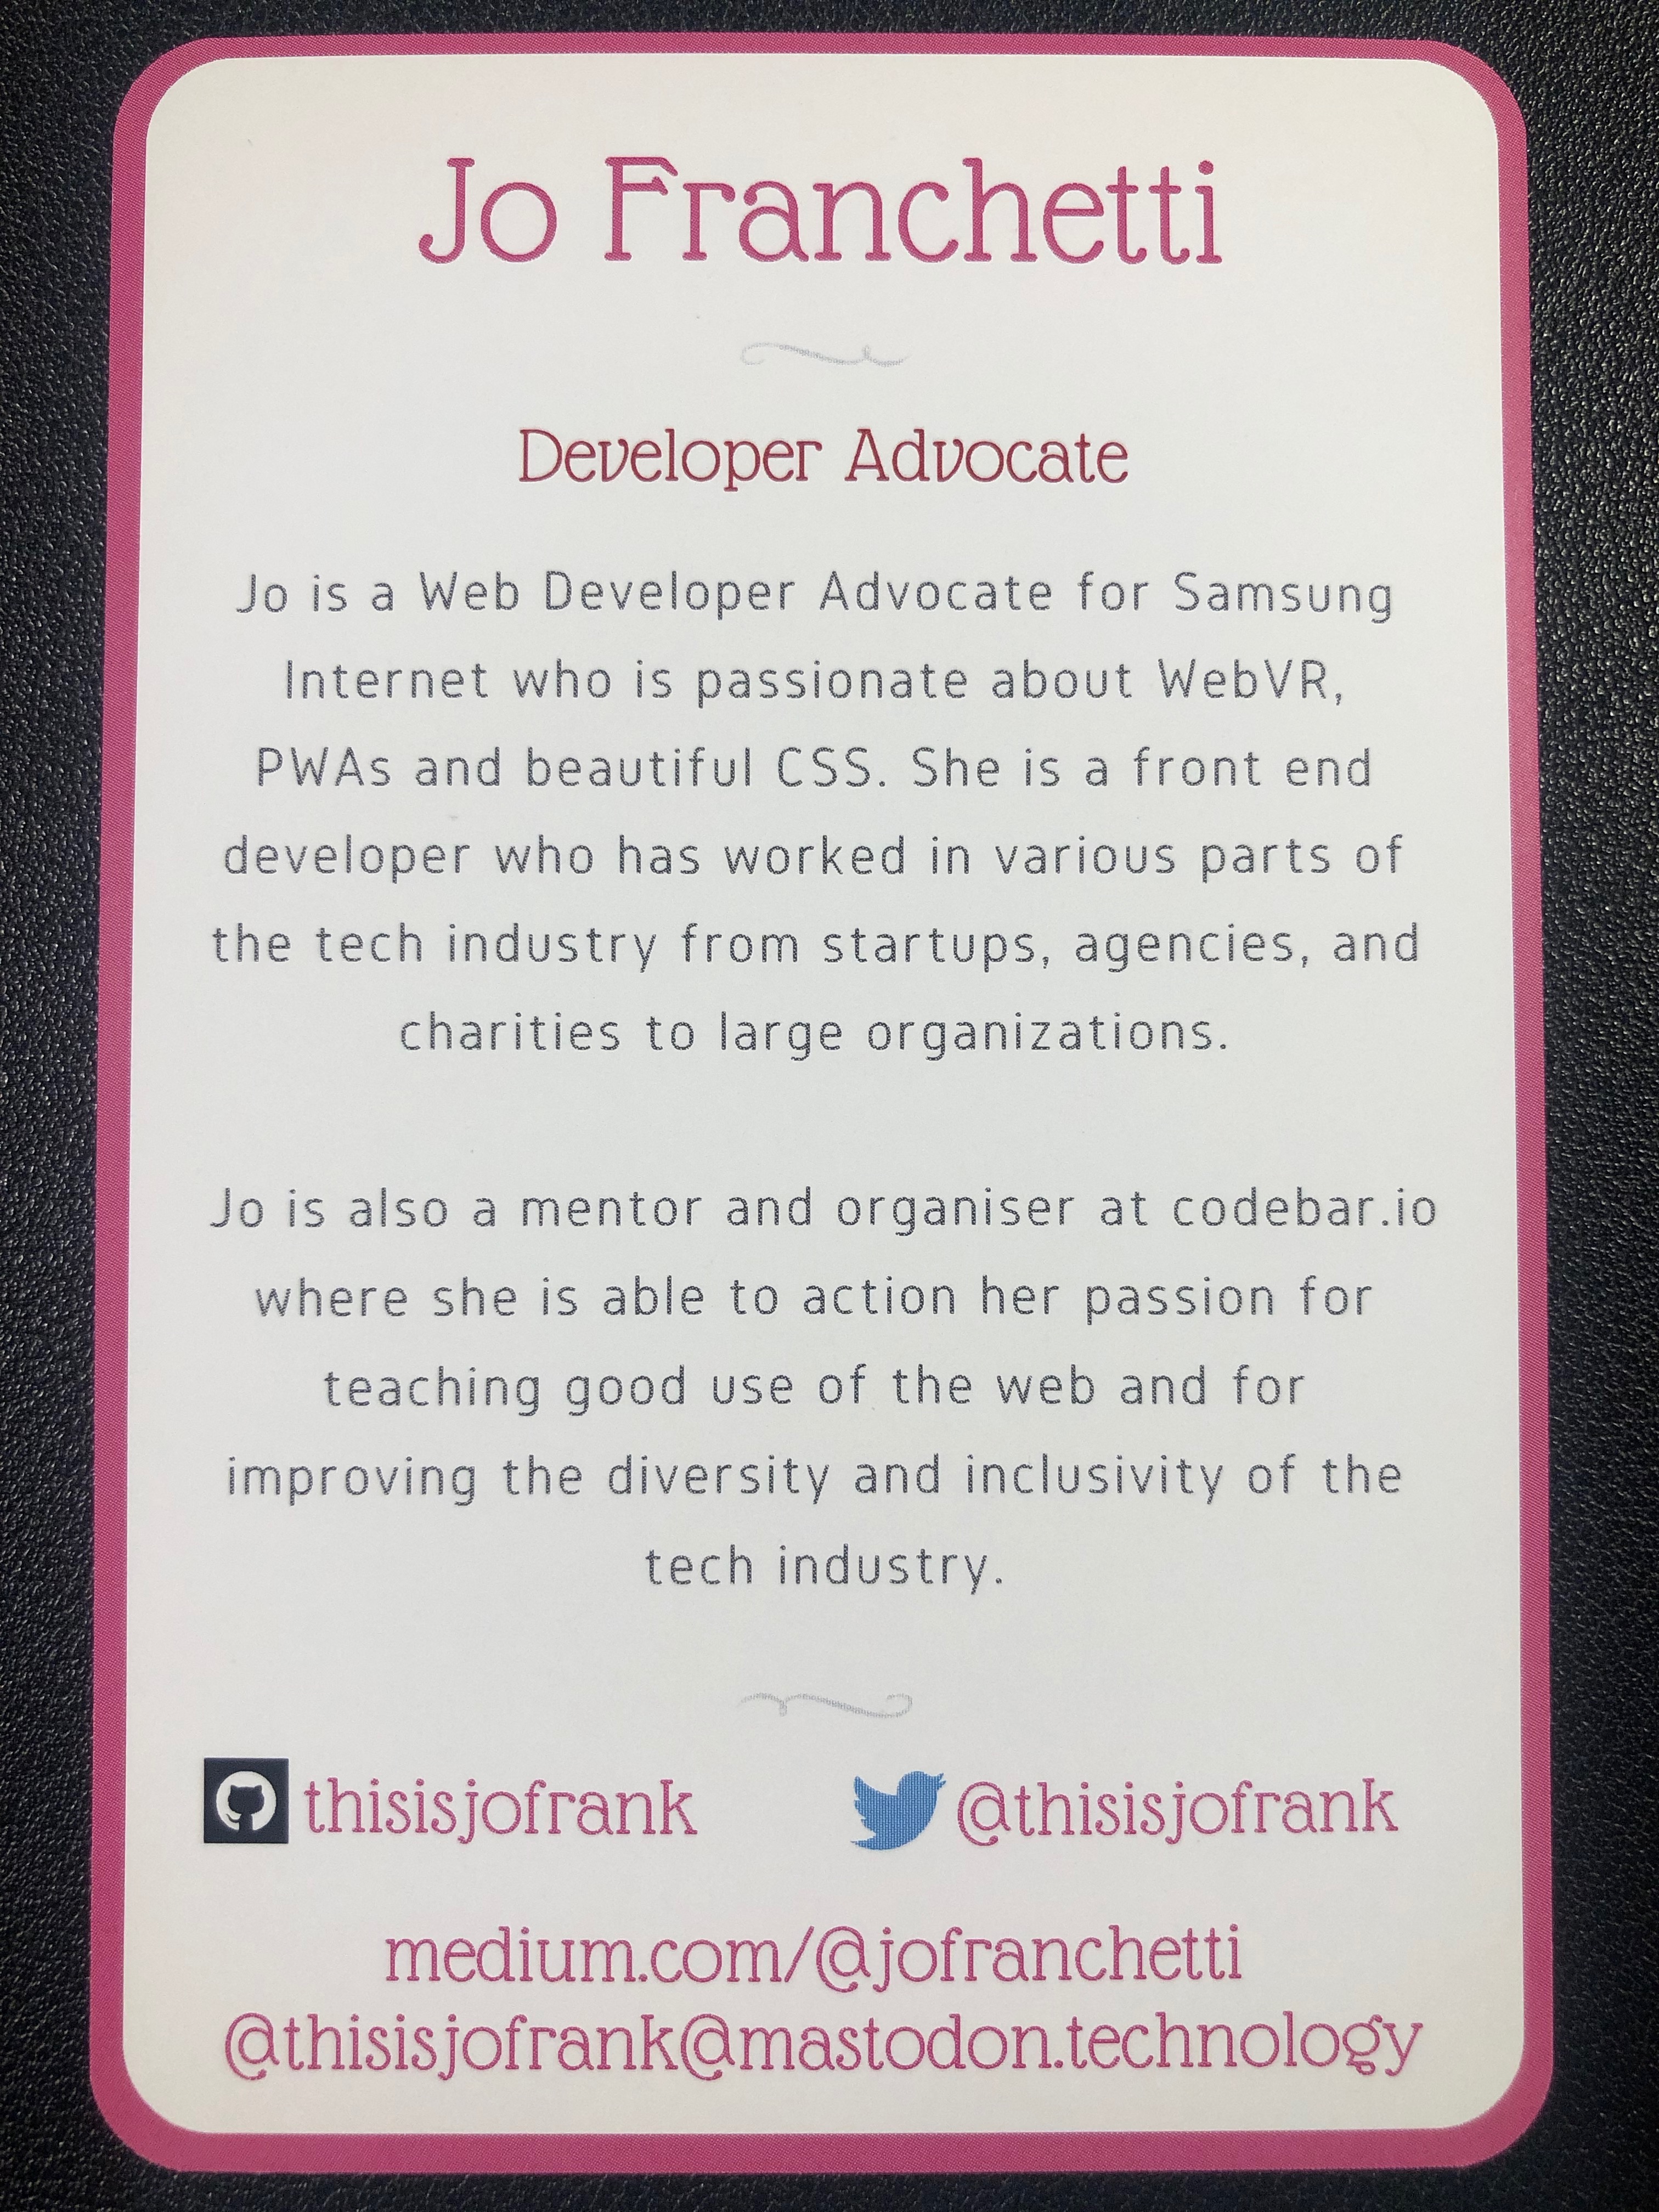 Jo Franchetti
Developer Advocate
Jo is a Web Developer Advocate for Samsung
Internet who is passionate about WebVR,
PWAs and beautiful CSS. She is a front end
developer who has worked in various parts of
the tech industry from startups, agencies, and
charities to large organizations.
Jo is also a mentor and organiser at codebar.io
where she is able to action her passion for
teaching good use of the web and for
improving the diversity and inclusivity of the
tech industry.
thisisjofrank @thisisjofrank
medium.com/@jofranchetti
@thisisjofrank@mastodon.technology